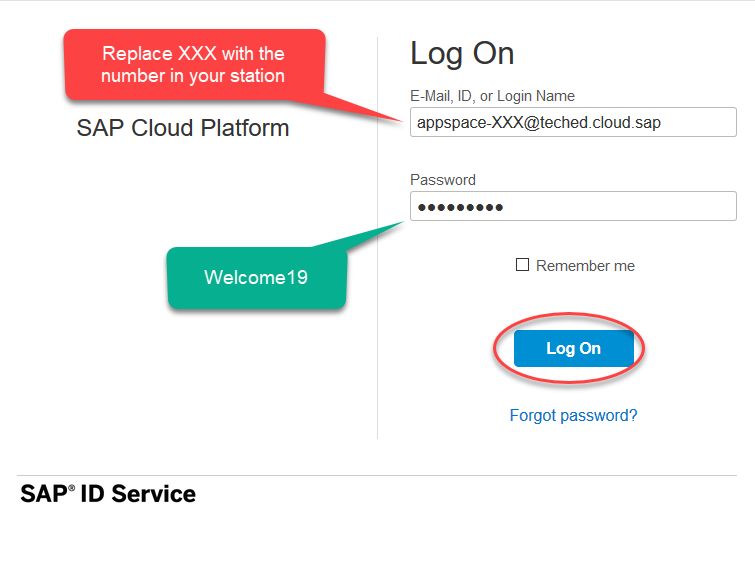 Replace XXX with the
number in your station
SAP Cloud Platform
Log On
E-Mail, ID, or Login Name
appspace-XXX@teched.cloud.sap
Password
●●●●●●●●●
Welcome19
Remember me
Log On
Forgot password?
SAP® ID Service